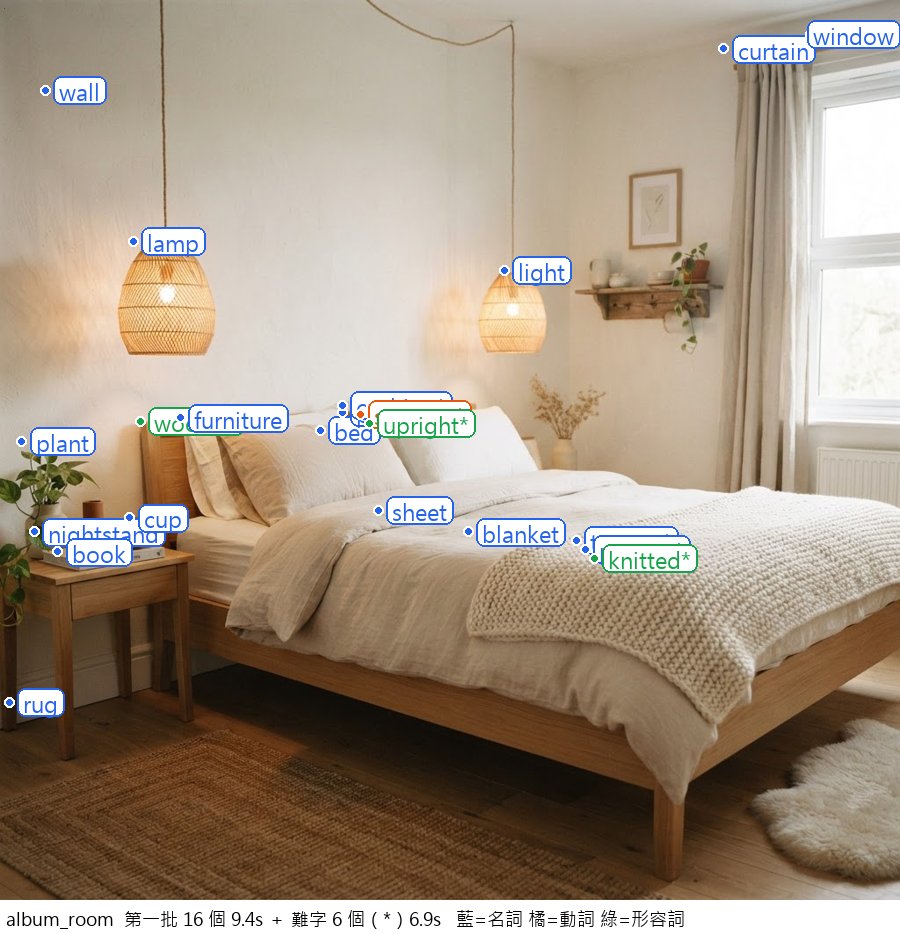 window
curtain
wall
lamp
light
furniture
upright*
bed
plant
sheet
cup
blanket
nightstand
book
knitted*
rug
album_room 第一批 16 個 9.4s + 難字 6 個 ( * ) 6.9s 藍=名詞 橘=動詞 綠=形容詞